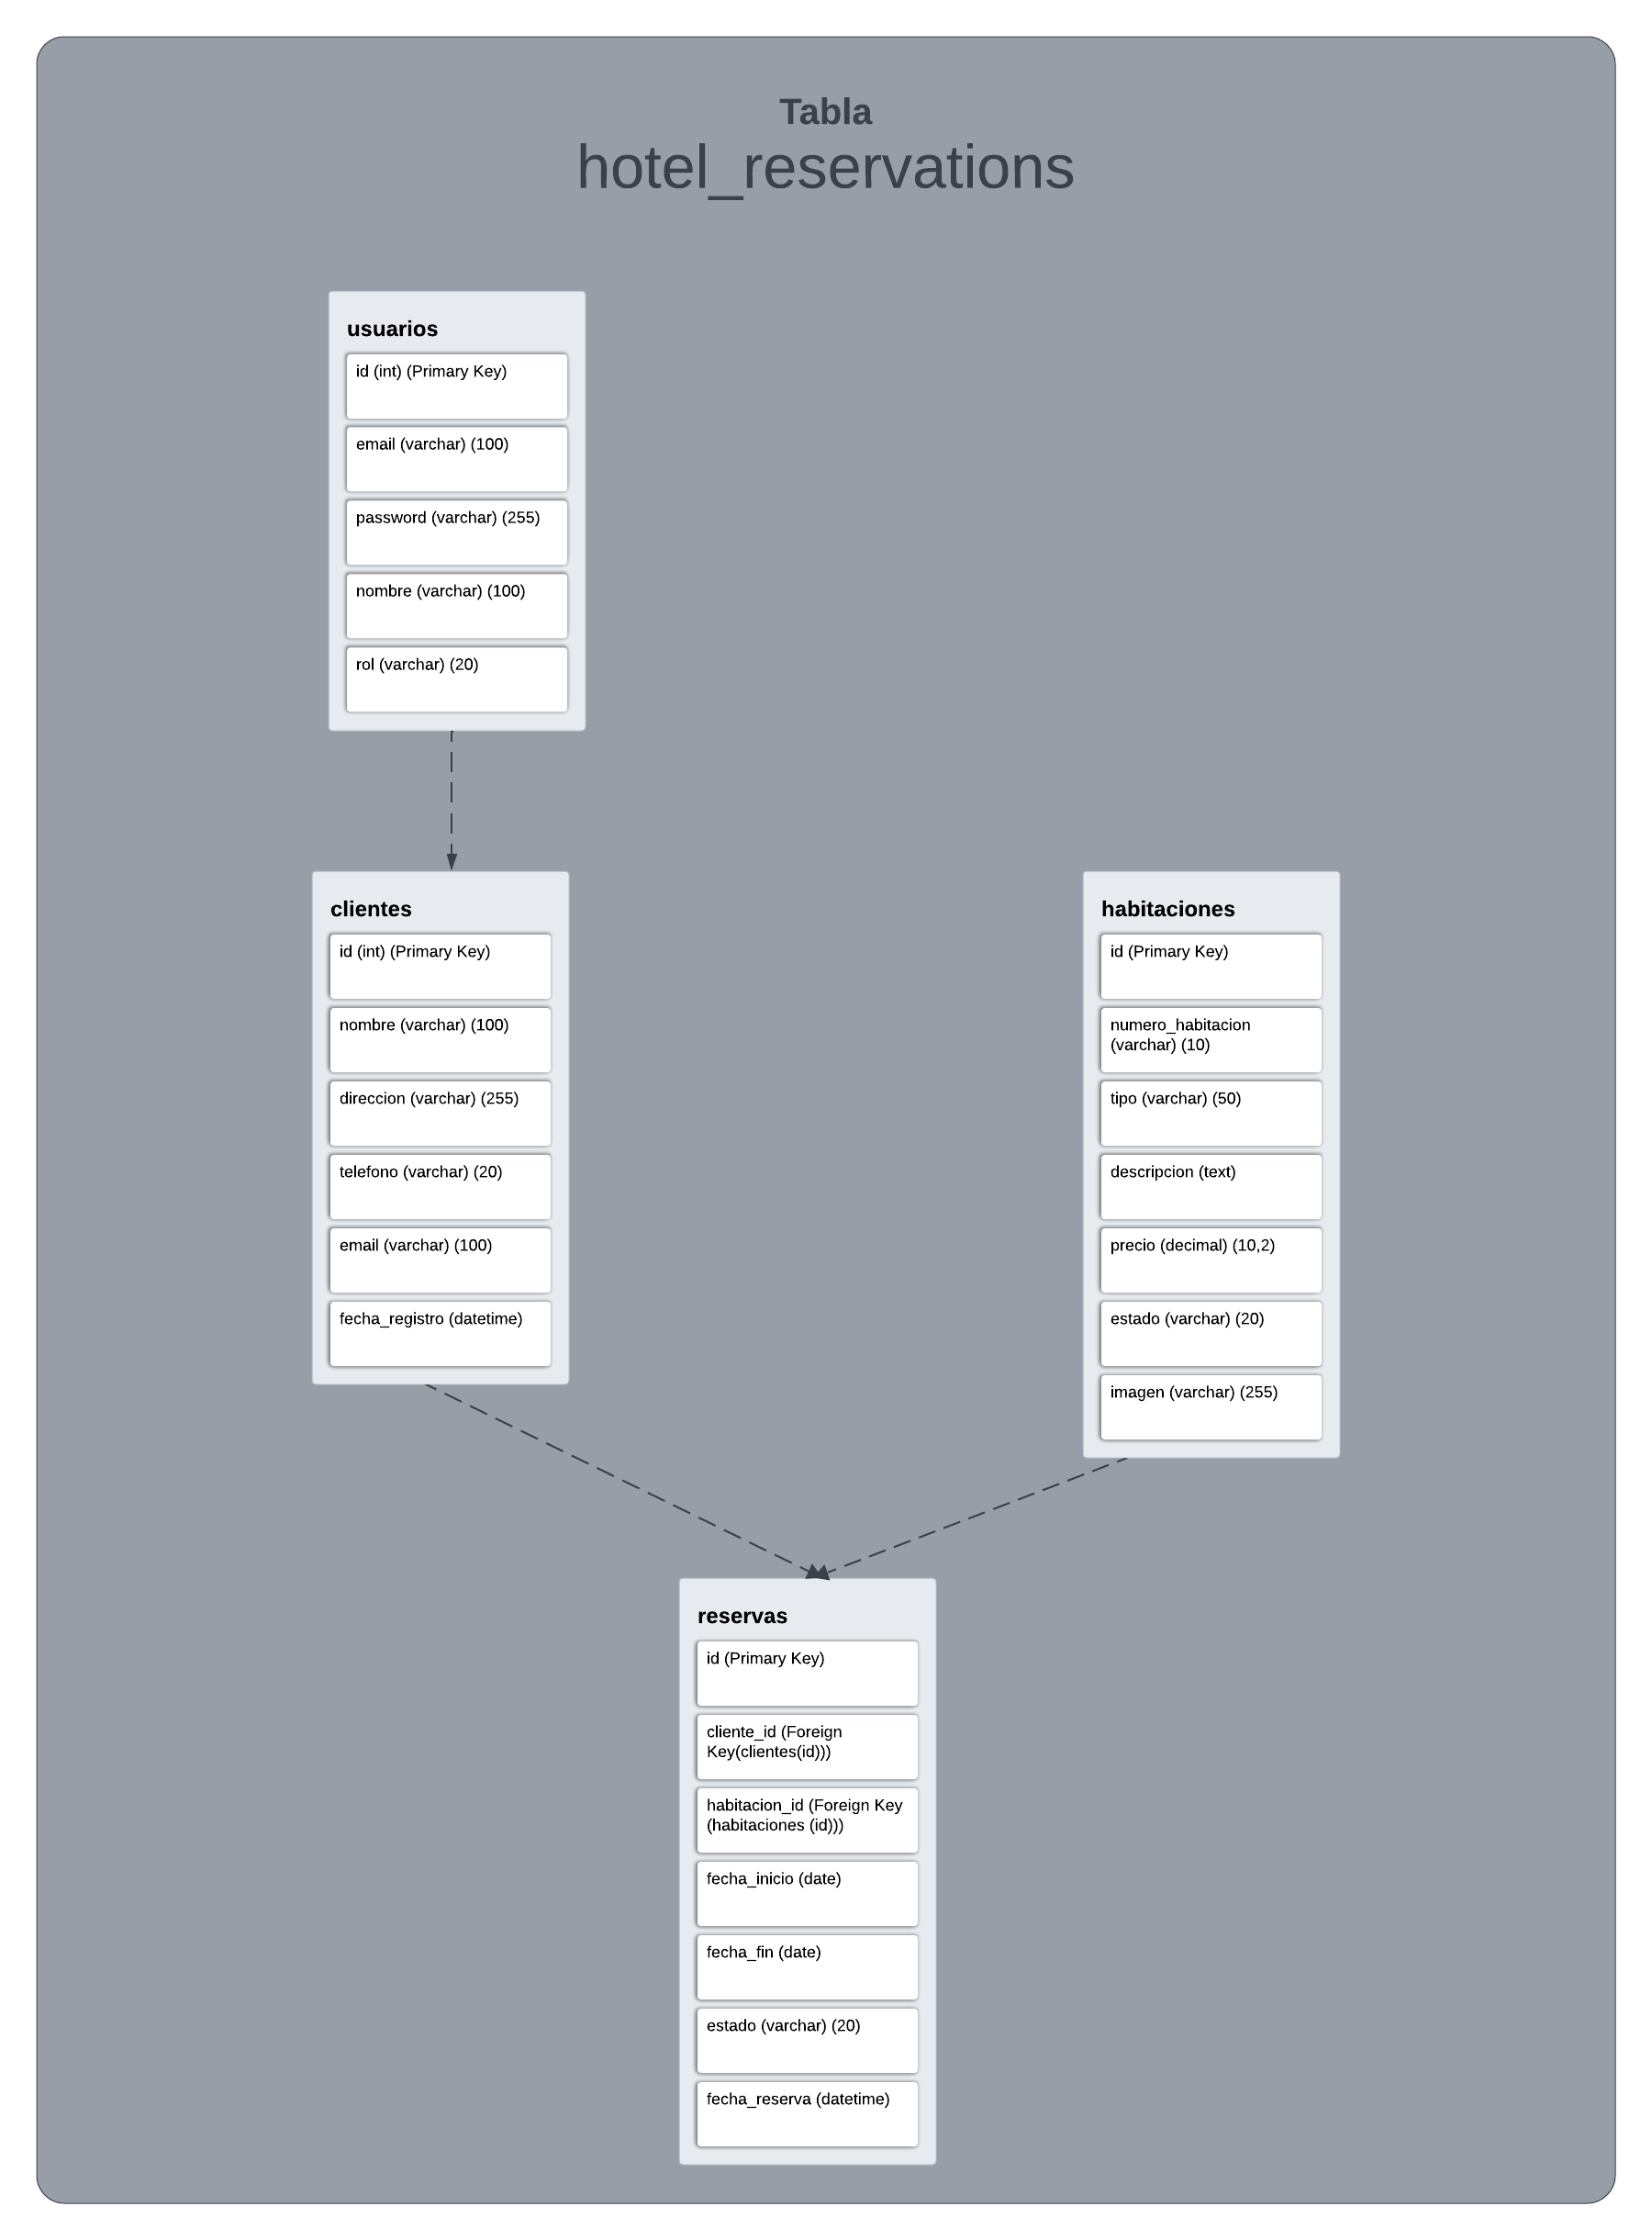 Tabla
hotel_reservations
usuarios
id (int) (Primary Key)
email (varchar) (100)
password (varchar) (255)
nombre (varchar) (100)
rol (varchar) (20)
clientes
id (int) (Primary Key)
nombre (varchar) (100)
direccion (varchar) (255)
telefono (varchar) (20)
email (varchar) (100)
fecha_registro (datetime)
habitaciones
id (Primary Key)
numero_habitacion
(varchar) (10)
tipo (varchar) (50)
descripcion (text)
precio (decimal) (10,2)
estado (varchar) (20)
imagen (varchar) (255)
reservas
id (Primary Key)
cliente_id (Foreign
Key(clientes(id)))
habitacion_id (Foreign Key
(habitaciones (id)))
fecha_inicio (date)
fecha_fin (date)
estado (varchar) (20)
fecha_reserva (datetime)